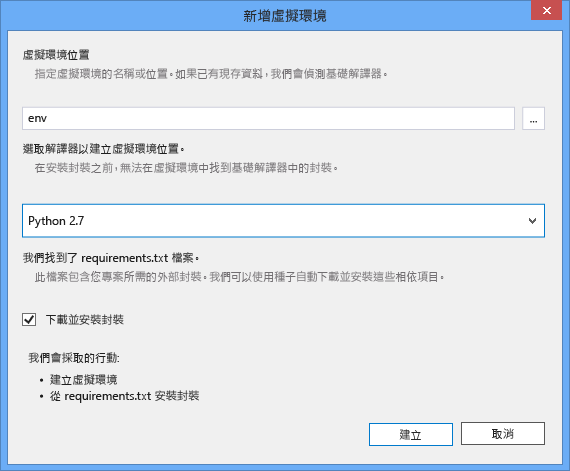 新增虛擬環境
虛擬環境位置
指定虛擬環境的名稱或位置。如果已有現存資料，我們會偵測基礎解譯器。
env
...
選取解譯器以建立虛擬環境位置。
在安裝封裝之前，無法在虛擬環境中找到基礎解譯器中的封裝。
Python 2.7
我們找到了 requirements.txt 檔案。
此檔案包含您專案所需的外部封裝。我們可以使用種子自動下載並安裝這些相依項目。
下載並安裝封裝
我們會採取的行動:
• 建立虛擬環境
• 從 requirements.txt 安裝封裝
建立
取消